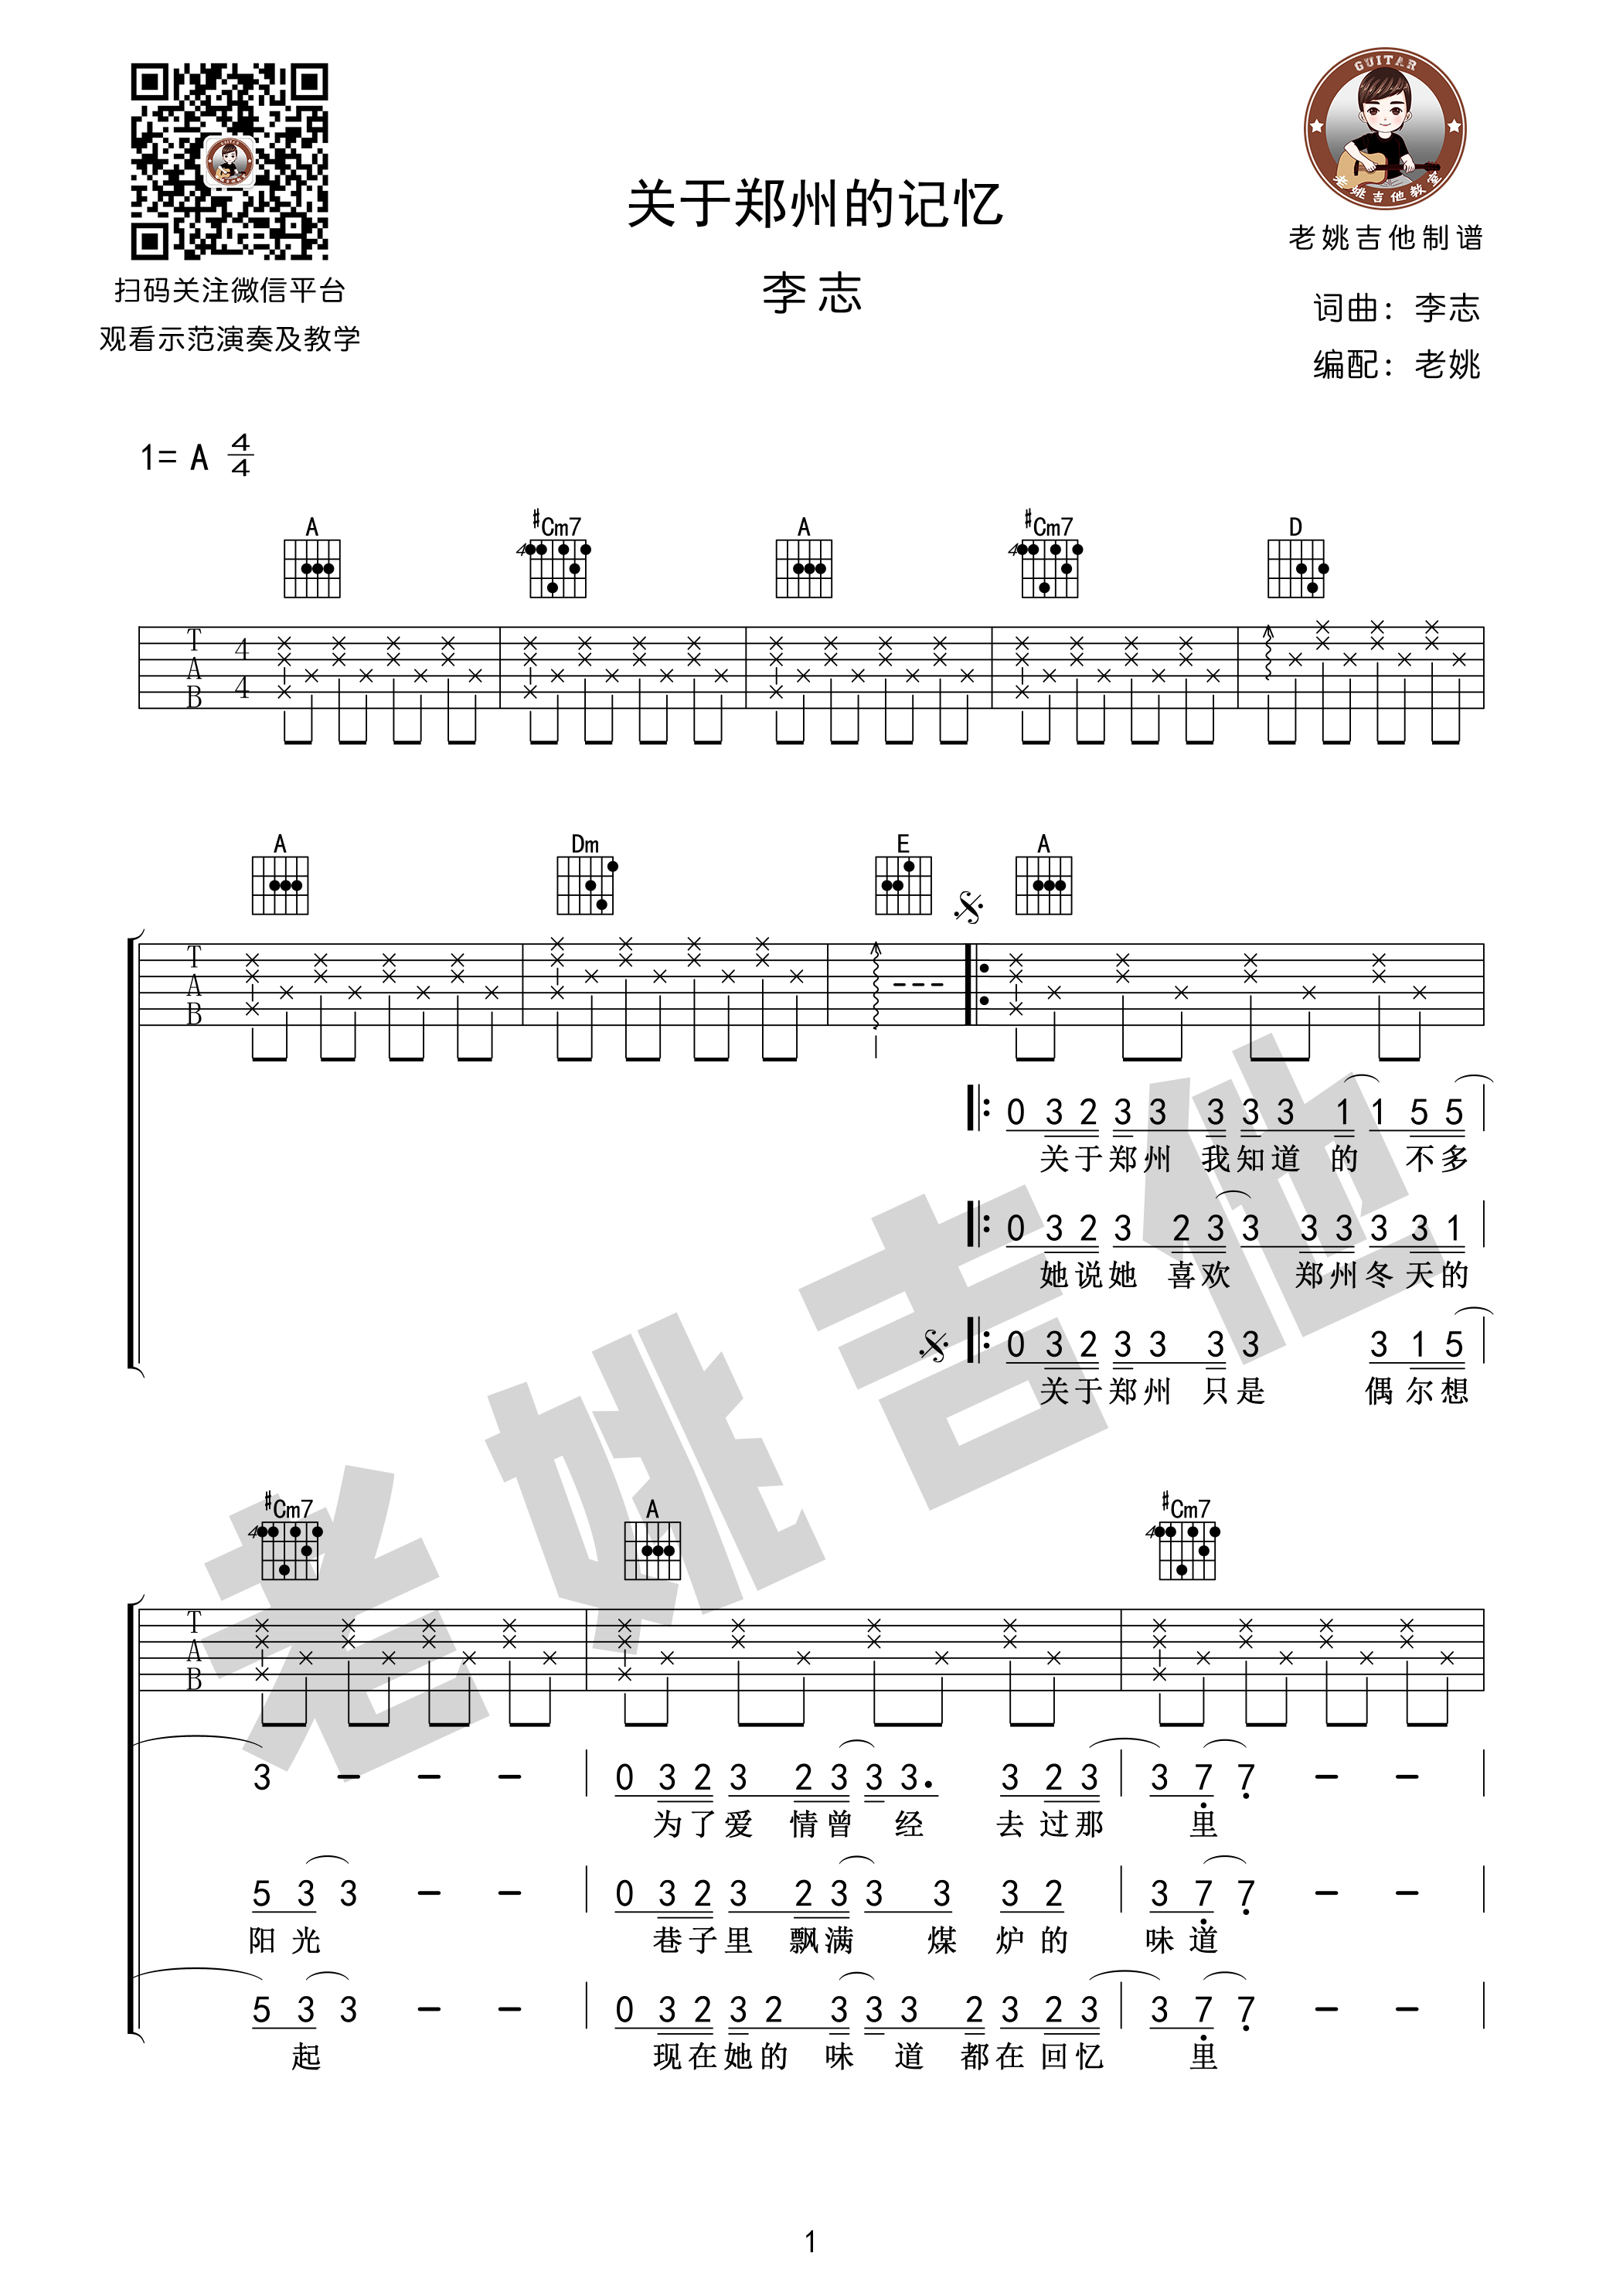 GUITAR
老姚吉他教室
老姚吉他制谱
关于郑州的记忆
李志
扫码关注微信平台
观看示范演奏及教学
词曲：李志
编配：老姚
1= A 4/4
A #Cm7 A #Cm7 D
4 4
T A B 4 4
A Dm E A
T A B
0 3 2 3 3 3 3 3 1 1 5 5
关于郑州 我知道 的 不多
0 3 2 3 2 3 3 3 3 3 3 1
她说她 喜欢 郑州冬天的
0 3 2 3 3 3 3 3 1 5
关于郑州 只是 偶尔想
#Cm7 A #Cm7
4 4
T A B
3 – – – 0 3 2 3 2 3 3 3. 3 2 3 3 7 7 – –
为了爱 情曾 经 去过那 里
5 3 3 – – 0 3 2 3 2 3 3 3 3 2 3 7 7 – –
阳光 巷子里 飘满 煤 炉的 味道
5 3 3 – – 0 3 2 3 2 3 3 3 2 3 2 3 3 7 7 – –
起 现在她的 味 道 都在回忆 里
老姚吉他
1